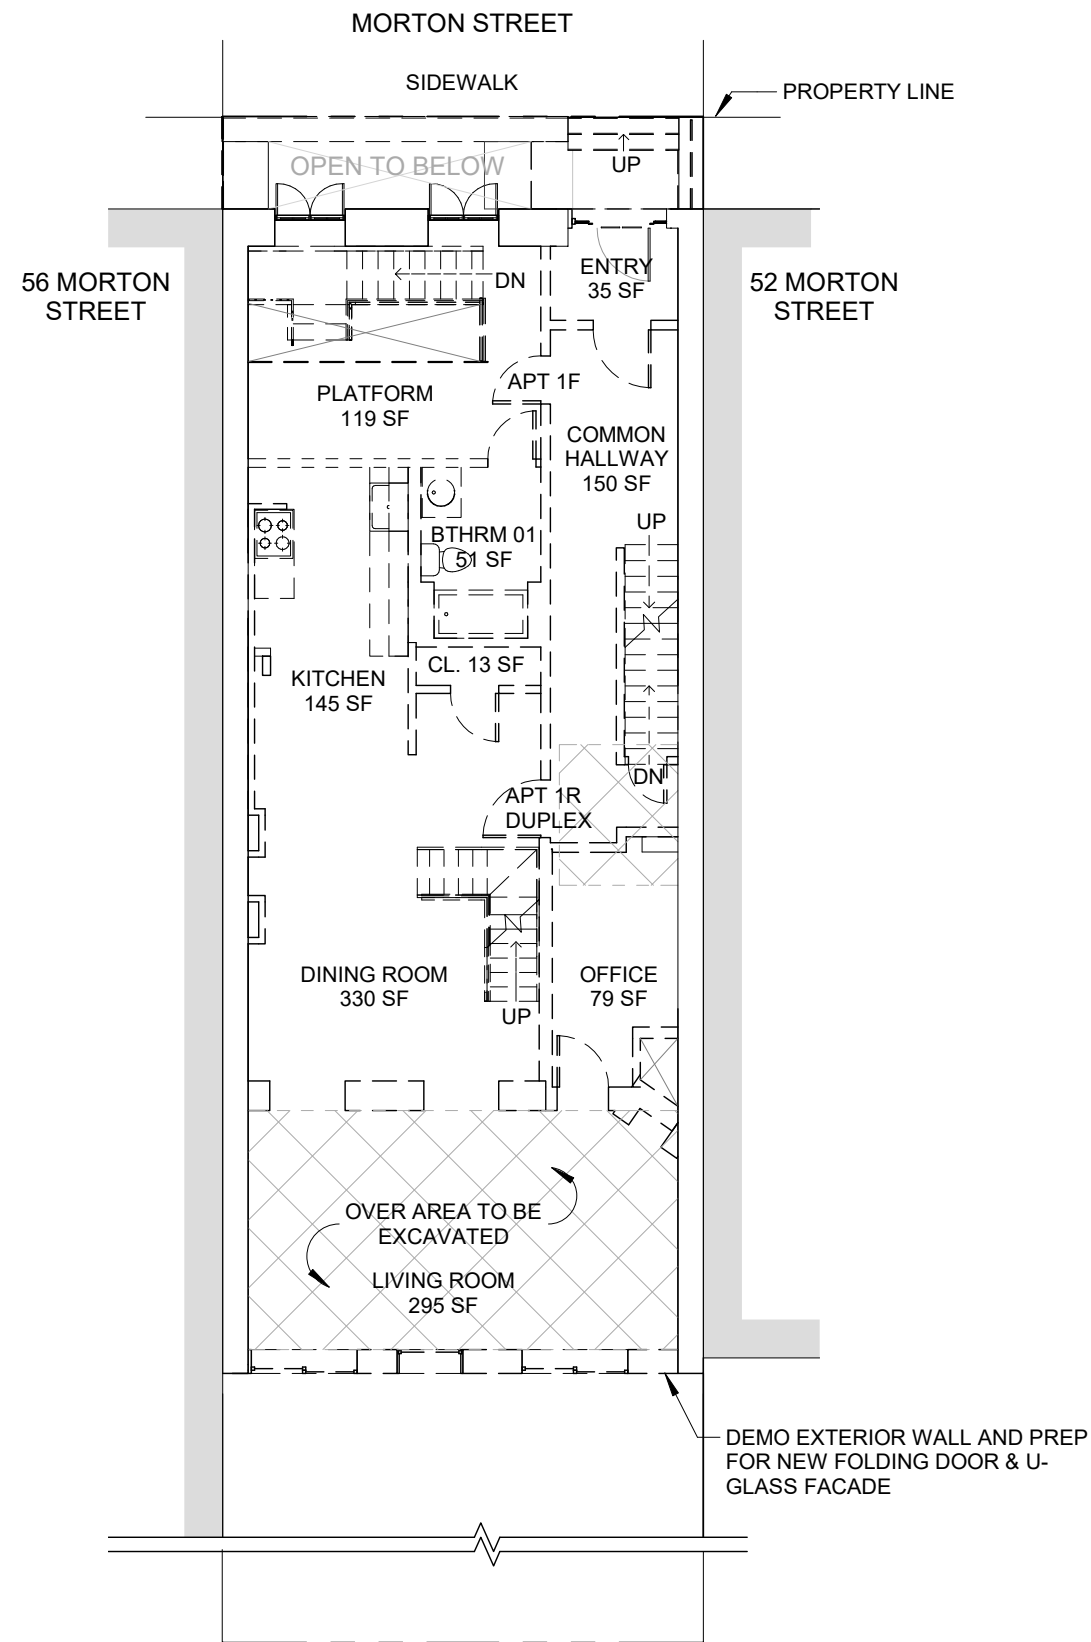 MORTON STREET
SIDEWALK
PROPERTY LINE
OPEN TO BELOW
UP
56 MORTON
STREET
52 MORTON
STREET
ENTRY
35 SF
DN
APT 1F
PLATFORM
119 SF
COMMON
HALLWAY
150 SF
UP
BTHRM 01
51 SF
CL. 13 SF
KITCHEN
145 SF
DN
APT 1R
DUPLEX
DINING ROOM
330 SF
OFFICE
79 SF
UP
OVER AREA TO BE
EXCAVATED
LIVING ROOM
295 SF
DEMO EXTERIOR WALL AND PREP
FOR NEW FOLDING DOOR & U-
GLASS FACADE